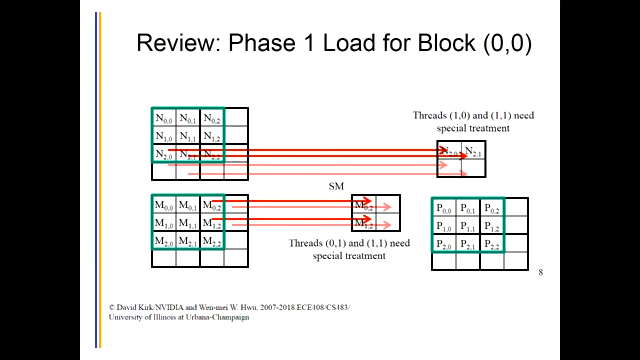 Review: Phase 1 Load for Block (0,0)
Threads (1,0) and (1,1) need
special treatment
N0,0 N0,1 N0,2
N1,0 N1,1 N1,2
N2,0 N2,1 N2,2
N2,0 N2,1
SM
M0,0 M0,1 M0,2
M1,0 M1,1 M1,2
M2,0 M2,1 M2,2
M0,2
M1,2
Threads (0,1) and (1,1) need
special treatment
P0,0 P0,1 P0,2
P1,0 P1,1 P1,2
P2,0 P2,1 P2,2
8
© David Kirk/NVIDIA and Wen-mei W. Hwu. 2007-2018 ECE408/CS483/
University of Illinois at Urbana-Champaign